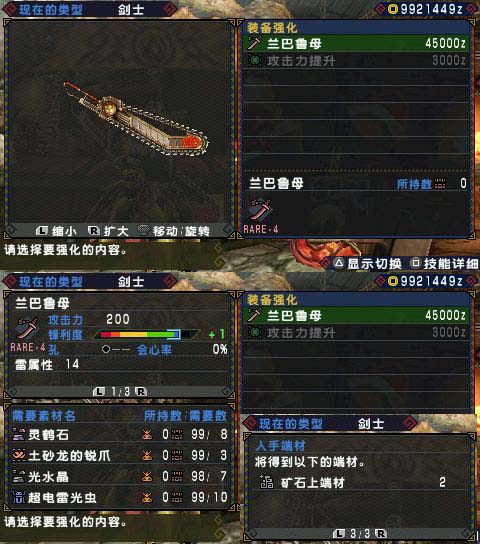 现在的类型 剑士
9921449z
装备强化
兰巴鲁母 45000z
攻击力提升 3000z
兰巴鲁母 所持数 0
RARE-4
L 缩小 R 扩大 移动/旋转
请选择要强化的内容。
△显示切换 □技能详细
现在的类型 剑士
9921449z
兰巴鲁母
攻击力 200
锋利度 +1
RARE-4
孔 ●—— 会心率 0%
雷属性 14
L 1/3 R
装备强化
兰巴鲁母 45000z
攻击力提升 3000z
需要素材名 所持数/需要数
灵鹤石 0 99/ 8
土砂龙的锐爪 0 99/ 3
光水晶 0 98/ 7
超电雷光虫 0 99/10
请选择要强化的内容。
现在的类型 剑士
入手端材
将得到以下的端材。
矿石上端材 2
L 3/3 R